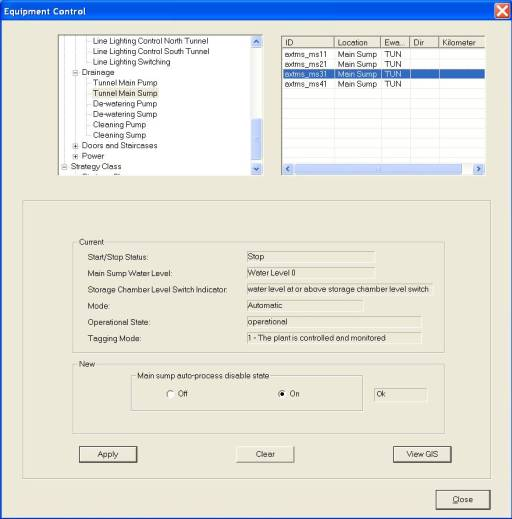 Equipment Control
Line Lighting Control North Tunnel
Line Lighting Control South Tunnel
Line Lighting Switching
Drainage
Tunnel Main Pump
Tunnel Main Sump
De-watering Pump
De-watering Sump
Cleaning Pump
Cleaning Sump
Doors and Staircases
Power
Strategy Class
ID Location Ewa... Dir Kilometer
axtms_ms11 Main Sump TUN
axtms_ms21 Main Sump TUN
axtms_ms31 Main Sump TUN
axtms_ms41 Main Sump TUN
Current
Start/Stop Status: Stop
Main Sump Water Level: Water Level 0
Storage Chamber Level Switch Indicator: water level at or above storage chamber level switch
Mode: Automatic
Operational State: operational
Tagging Mode: 1 - The plant is controlled and monitored
New
Main sump auto-process disable state
Off On Ok
Apply Clear View GIS
Close